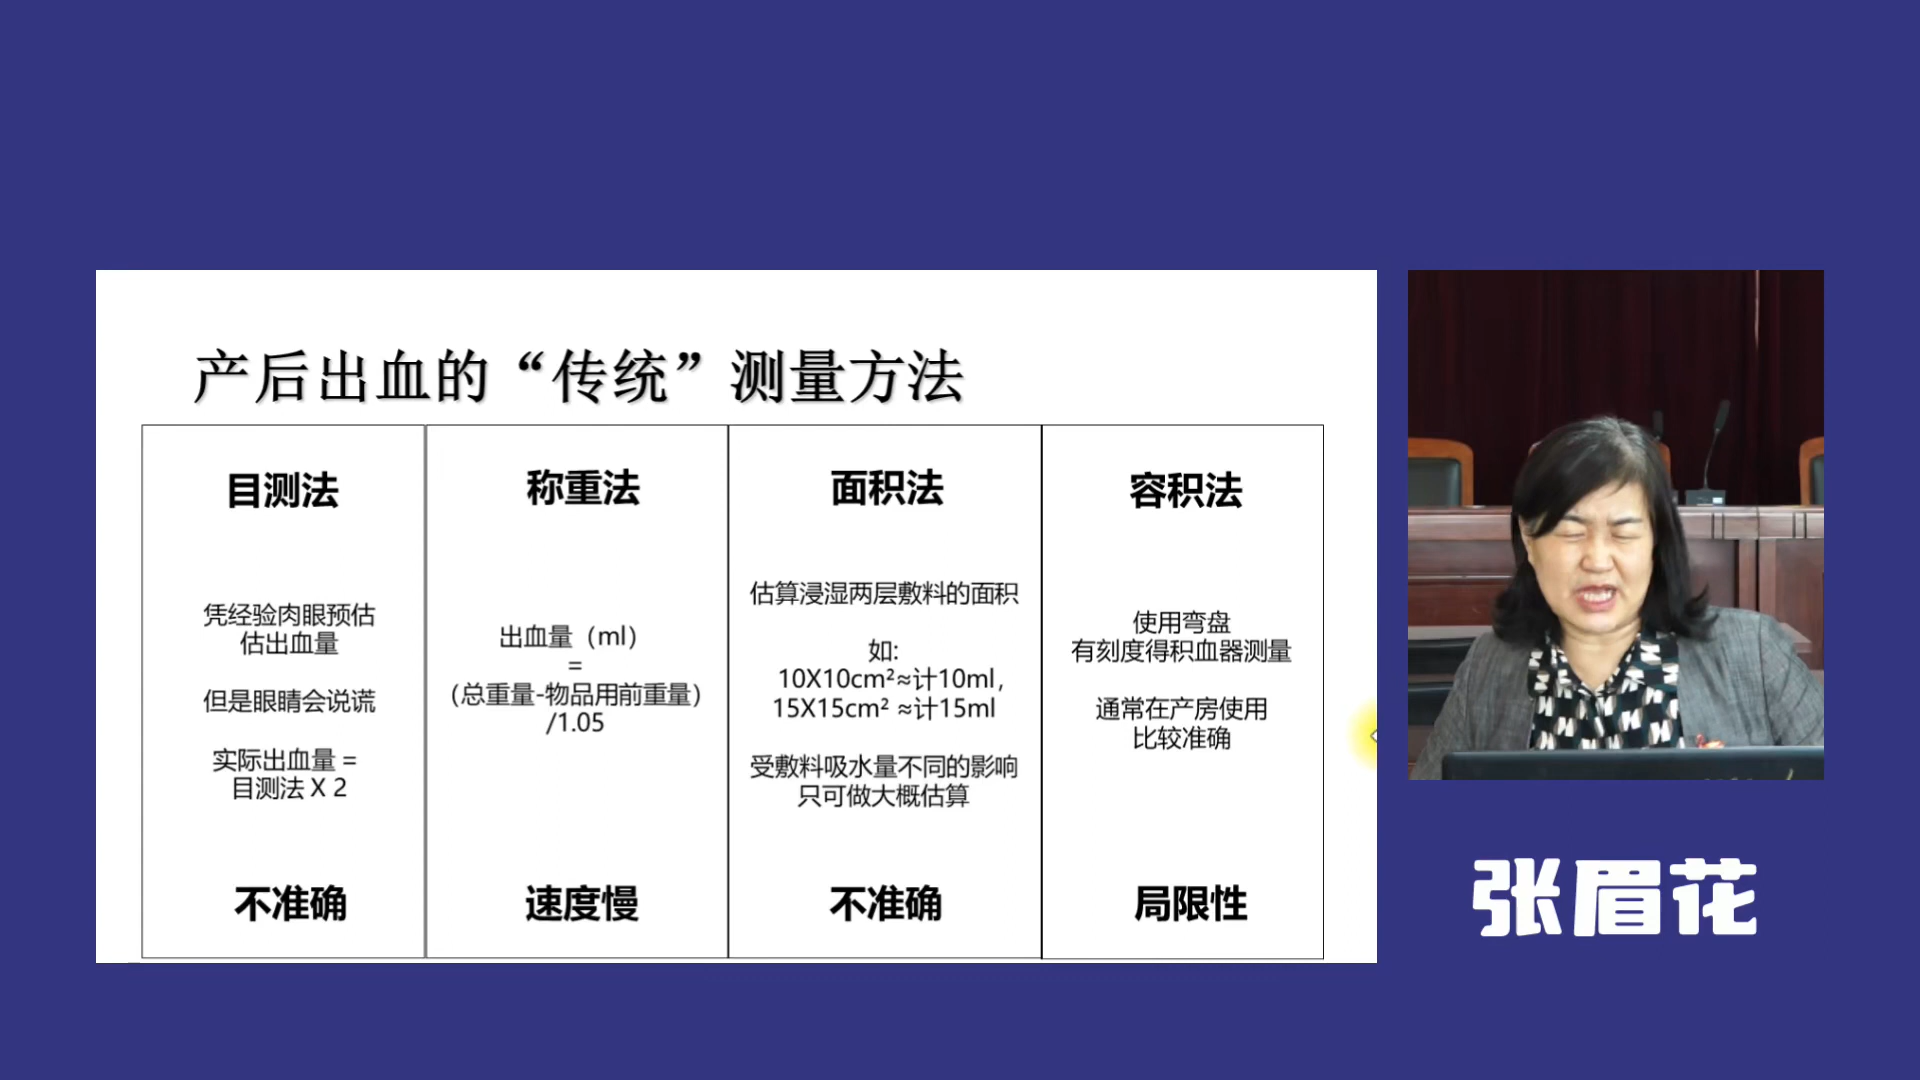 产后出血的“传统”测量方法
目测法
凭经验肉眼预估
估出血量
但是眼睛会说谎
实际出血量 =
目测法 X 2
不准确
称重法
出血量（ml）
=
（总重量-物品用前重量）
/1.05
速度慢
面积法
估算浸湿两层敷料的面积
如:
10X10cm²≈计10ml，
15X15cm² ≈计15ml
受敷料吸水量不同的影响
只可做大概估算
不准确
容积法
使用弯盘
有刻度得积血器测量
通常在产房使用
比较准确
局限性
张眉花